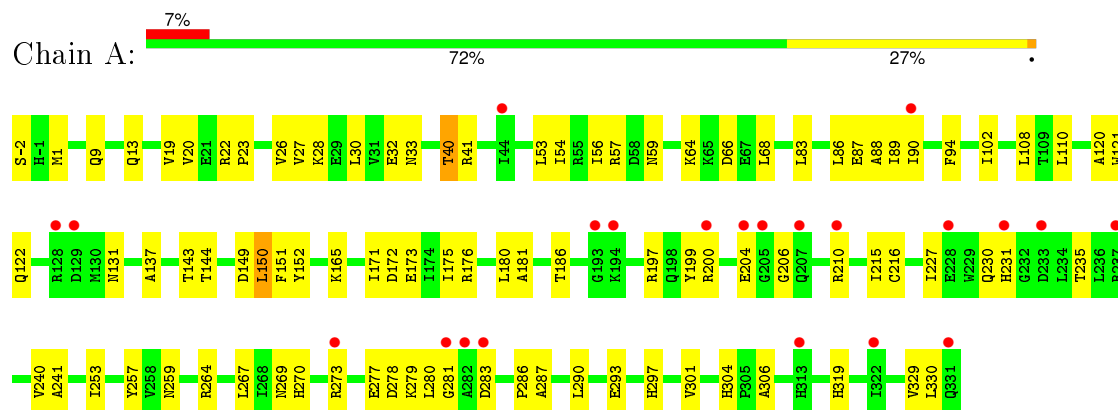 7%
Chain A:
72% 27% •
S-2 H-1 M1 Q9 Q13 V19 V20 E21 R22 P23 V26 V27 K28 E29 L30 V31 E32 N33 T40 R41 I44 L53 I54 R55 I56 R57 D58 N59 K64 K65 D66 E67 L68 L83 L86 E87 A88 I89 I90 F94 I102 L108 T109 L110 A120 W121
Q122 R128 D129 M130 N131 A137 T143 T144 D149 L150 F151 Y152 K165 I171 D172 E173 I174 I175 R176 L180 A181 T186 G193 K194 R197 Q198 Y199 R200 E204 G205 G206 Q207 R210 I215 C216 I227 E228 W229 Q230 H231 G232 D233 L234 T235 L236
V240 A241 I253 Y257 V258 N259 R264 L267 I268 N269 H270 R273 E277 D278 K279 L280 G281 A282 D283 P286 A287 L290 E293 H297 V301 H304 P305 A306 H313 H319 I322 V329 L330 Q331